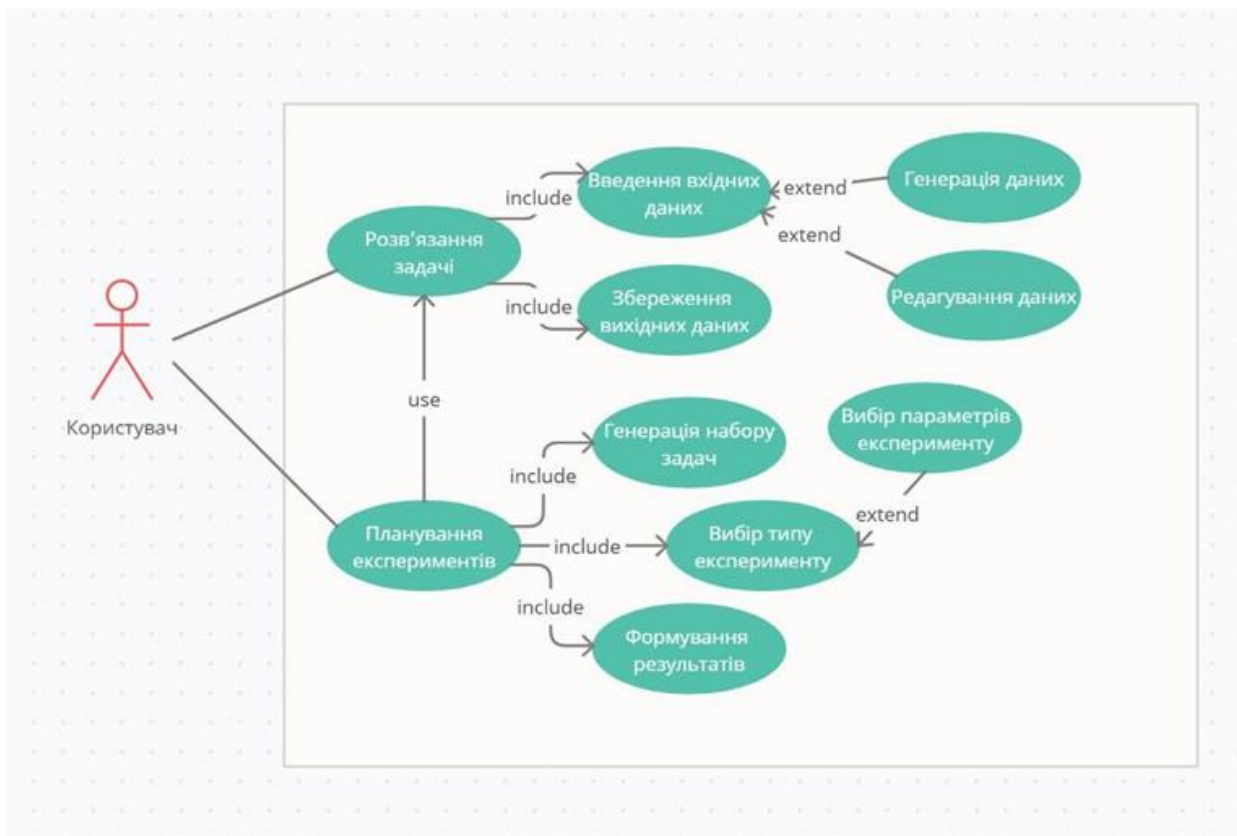 Введення вхідних
даних
include
extend
Генерація даних
extend
Розв'язання
задачі
Редагування даних
include
Збереження
вихідних даних
Користувач
use
Генерація набору
задач
Вибір параметрів
експерименту
include
extend
Планування
експериментів
include
Вибір типу
експерименту
include
Формування
результатів